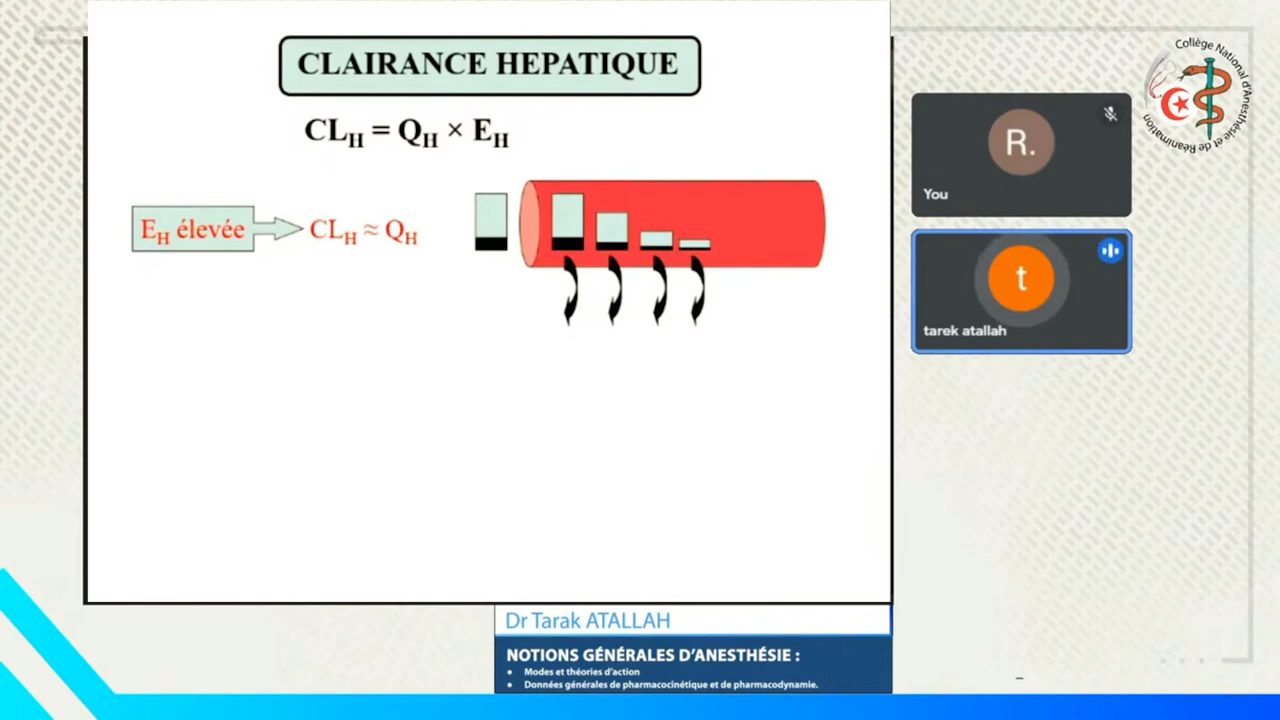 CLAIRANCE HEPATIQUE
CLH = QH × EH
EH élevée
CLH ≈ QH
R.
You
t
tarek atallah
Collège National d'Anesthésie et de Réanimation
Dr Tarak ATALLAH
NOTIONS GÉNÉRALES D'ANESTHÉSIE :
• Modes et théories d'action
• Données générales de pharmacocinétique et de pharmacodynamie.